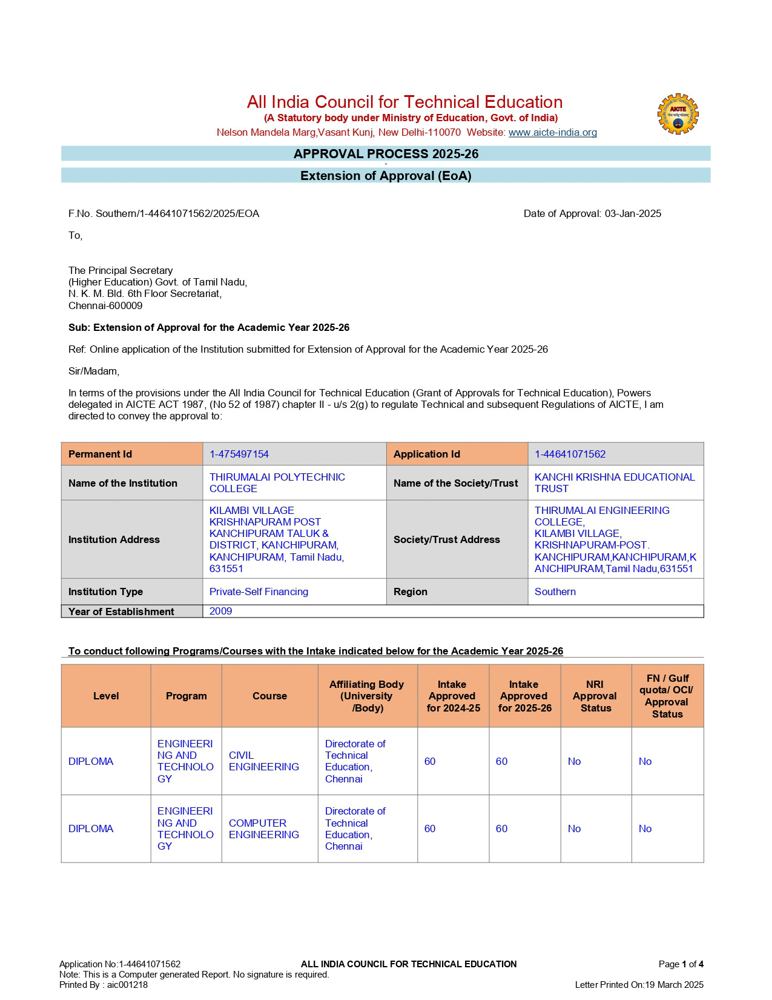 All India Council for Technical Education
(A Statutory body under Ministry of Education, Govt. of India)
Nelson Mandela Marg,Vasant Kunj, New Delhi-110070 Website: www.aicte-india.org
AICTE
APPROVAL PROCESS 2025-26
-
Extension of Approval (EoA)
F.No. Southern/1-44641071562/2025/EOA
Date of Approval: 03-Jan-2025
To,
The Principal Secretary
(Higher Education) Govt. of Tamil Nadu,
N. K. M. Bld. 6th Floor Secretariat,
Chennai-600009
Sub: Extension of Approval for the Academic Year 2025-26
Ref: Online application of the Institution submitted for Extension of Approval for the Academic Year 2025-26
Sir/Madam,
In terms of the provisions under the All India Council for Technical Education (Grant of Approvals for Technical Education), Powers
delegated in AICTE ACT 1987, (No 52 of 1987) chapter II - u/s 2(g) to regulate Technical and subsequent Regulations of AICTE, I am
directed to convey the approval to:
Permanent Id
1-475497154
Application Id
1-44641071562
Name of the Institution
THIRUMALAI POLYTECHNIC
COLLEGE
Name of the Society/Trust
KANCHI KRISHNA EDUCATIONAL
TRUST
Institution Address
KILAMBI VILLAGE
KRISHNAPURAM POST
KANCHIPURAM TALUK &
DISTRICT, KANCHIPURAM,
KANCHIPURAM, Tamil Nadu,
631551
Society/Trust Address
THIRUMALAI ENGINEERING
COLLEGE,
KILAMBI VILLAGE,
KRISHNAPURAM-POST.
KANCHIPURAM,KANCHIPURAM,K
ANCHIPURAM,Tamil Nadu,631551
Institution Type
Private-Self Financing
Region
Southern
Year of Establishment
2009
To conduct following Programs/Courses with the Intake indicated below for the Academic Year 2025-26
Level
Program
Course
Affiliating Body
(University
/Body)
Intake
Approved
for 2024-25
Intake
Approved
for 2025-26
NRI
Approval
Status
FN / Gulf
quota/ OCI/
Approval
Status
DIPLOMA
ENGINEERI
NG AND
TECHNOLO
GY
CIVIL
ENGINEERING
Directorate of
Technical
Education,
Chennai
60
60
No
No
DIPLOMA
ENGINEERI
NG AND
TECHNOLO
GY
COMPUTER
ENGINEERING
Directorate of
Technical
Education,
Chennai
60
60
No
No
Application No:1-44641071562
ALL INDIA COUNCIL FOR TECHNICAL EDUCATION
Page 1 of 4
Note: This is a Computer generated Report. No signature is required.
Printed By : aic001218
Letter Printed On:19 March 2025